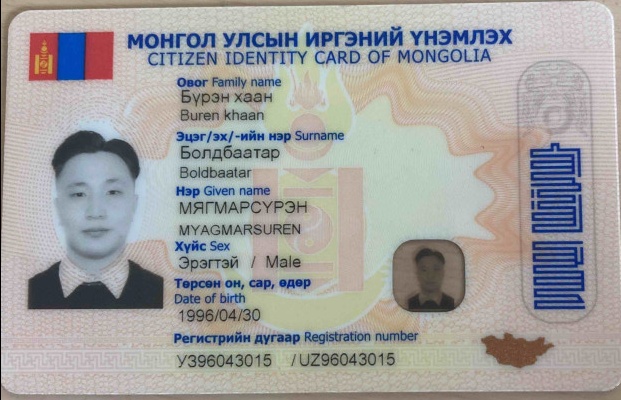 МОНГОЛ УЛСЫН ИРГЭНИЙ ҮНЭМЛЭХ
CITIZEN IDENTITY CARD OF MONGOLIA
Овог Family name
Бүрэн хаан
Buren khaan
Эцэг/эх/-ийн нэр Surname
Болдбаатар
Boldbaatar
Нэр Given name
МЯГМАРСҮРЭН
MYAGMARSUREN
Хүйс Sex
Эрэгтэй / Male
Төрсөн он, сар, өдөр
Date of birth
1996/04/30
Регистрийн дугаар Registration number
УЗ96043015 /UZ96043015